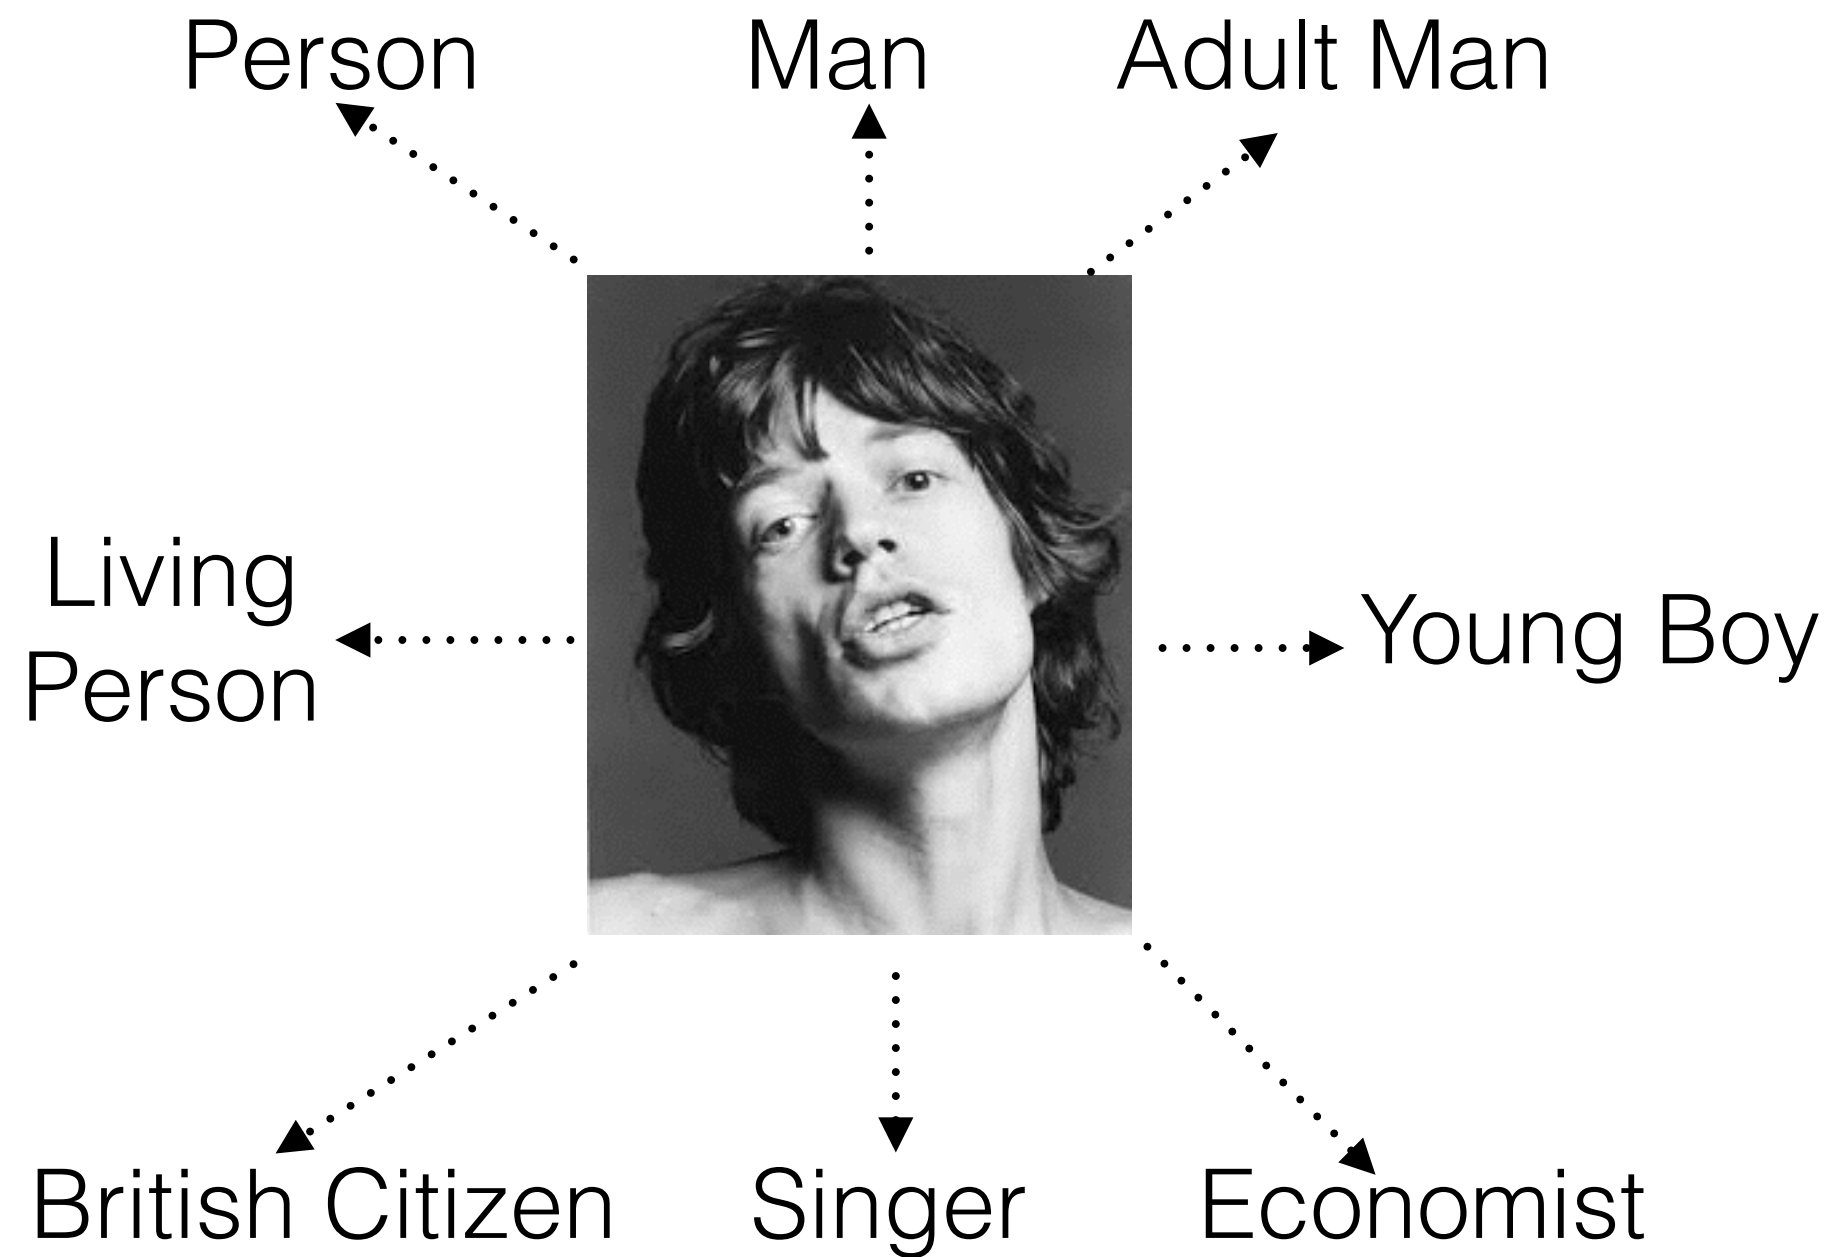 Person
Man
Adult Man
Living
Person
Young Boy
British Citizen
Singer
Economist